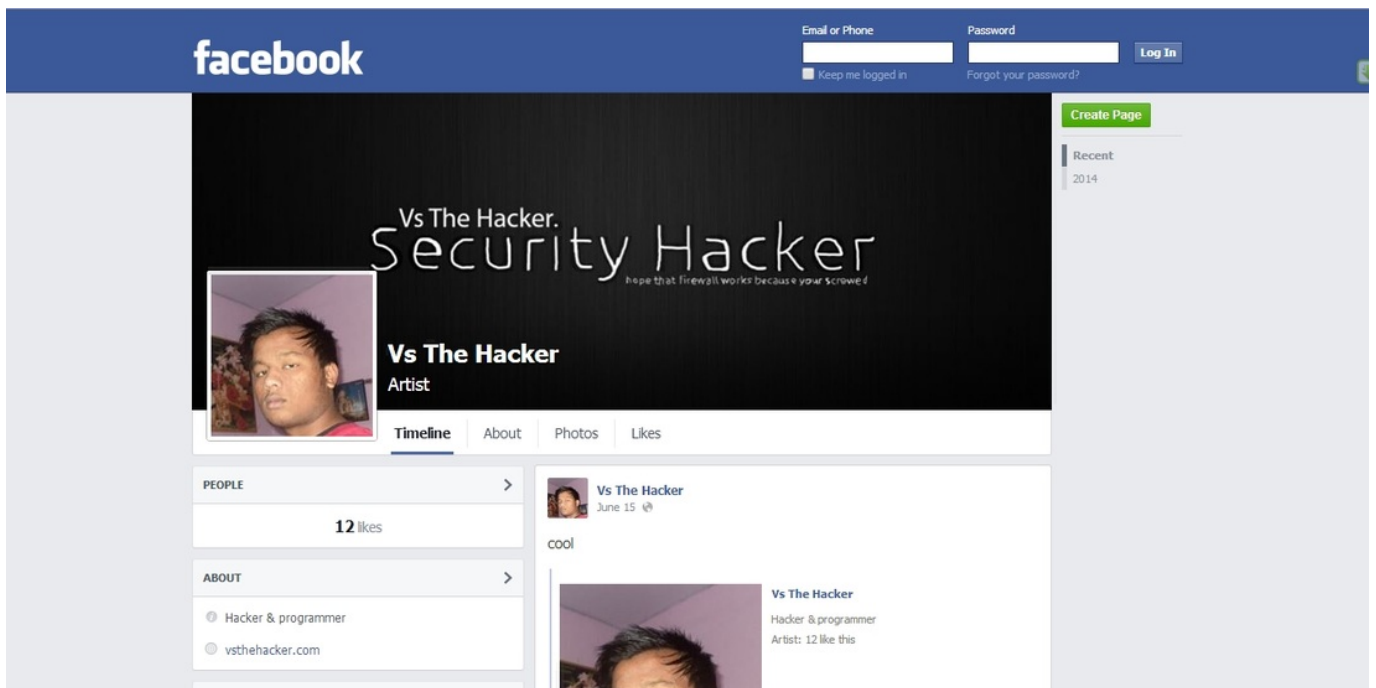 facebook
Email or Phone
Password
Log In
Keep me logged in
Forgot your password?
Create Page
Recent
2014
Vs The Hacker.
Security Hacker
hope that firewall works because your screwed
Vs The Hacker
Artist
Timeline
About
Photos
Likes
PEOPLE
12 likes
ABOUT
Hacker & programmer
vsthehacker.com
Vs The Hacker
June 15
cool
Vs The Hacker
Hacker & programmer
Artist: 12 like this